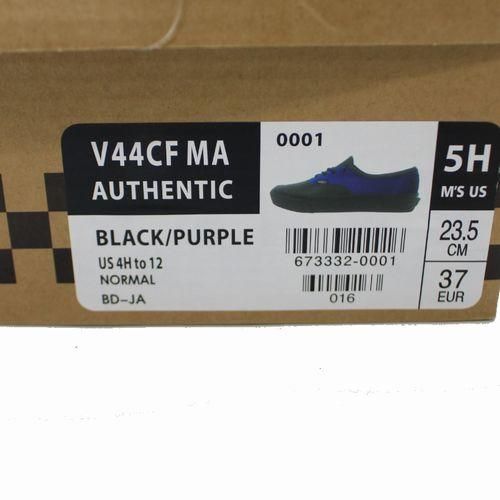 V44CF MA
AUTHENTIC
BLACK/PURPLE
US 4H to 12
NORMAL
BD-JA
0001
673332-0001
016
5H
M'S US
23.5
CM
37
EUR